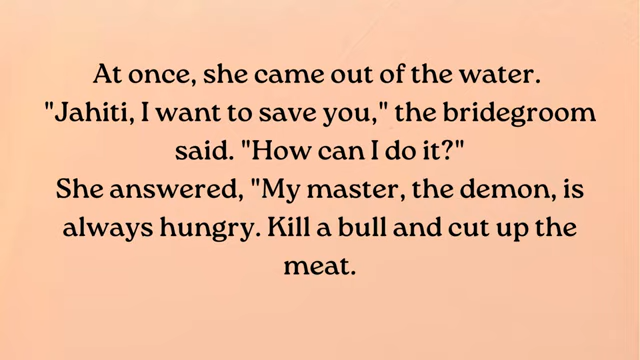 At once, she came out of the water.
"Jahiti, I want to save you," the bridegroom
said. "How can I do it?"
She answered, "My master, the demon, is
always hungry. Kill a bull and cut up the
meat.